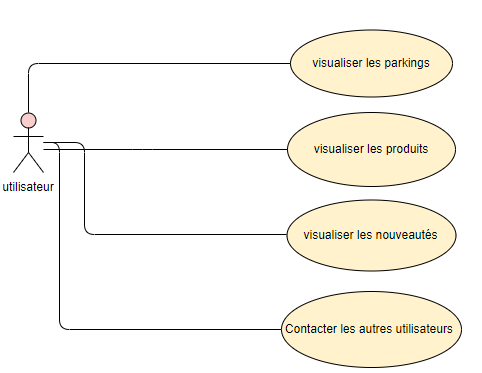 visualiser les parkings
visualiser les produits
utilisateur
visualiser les nouveautés
Contacter les autres utilisateurs